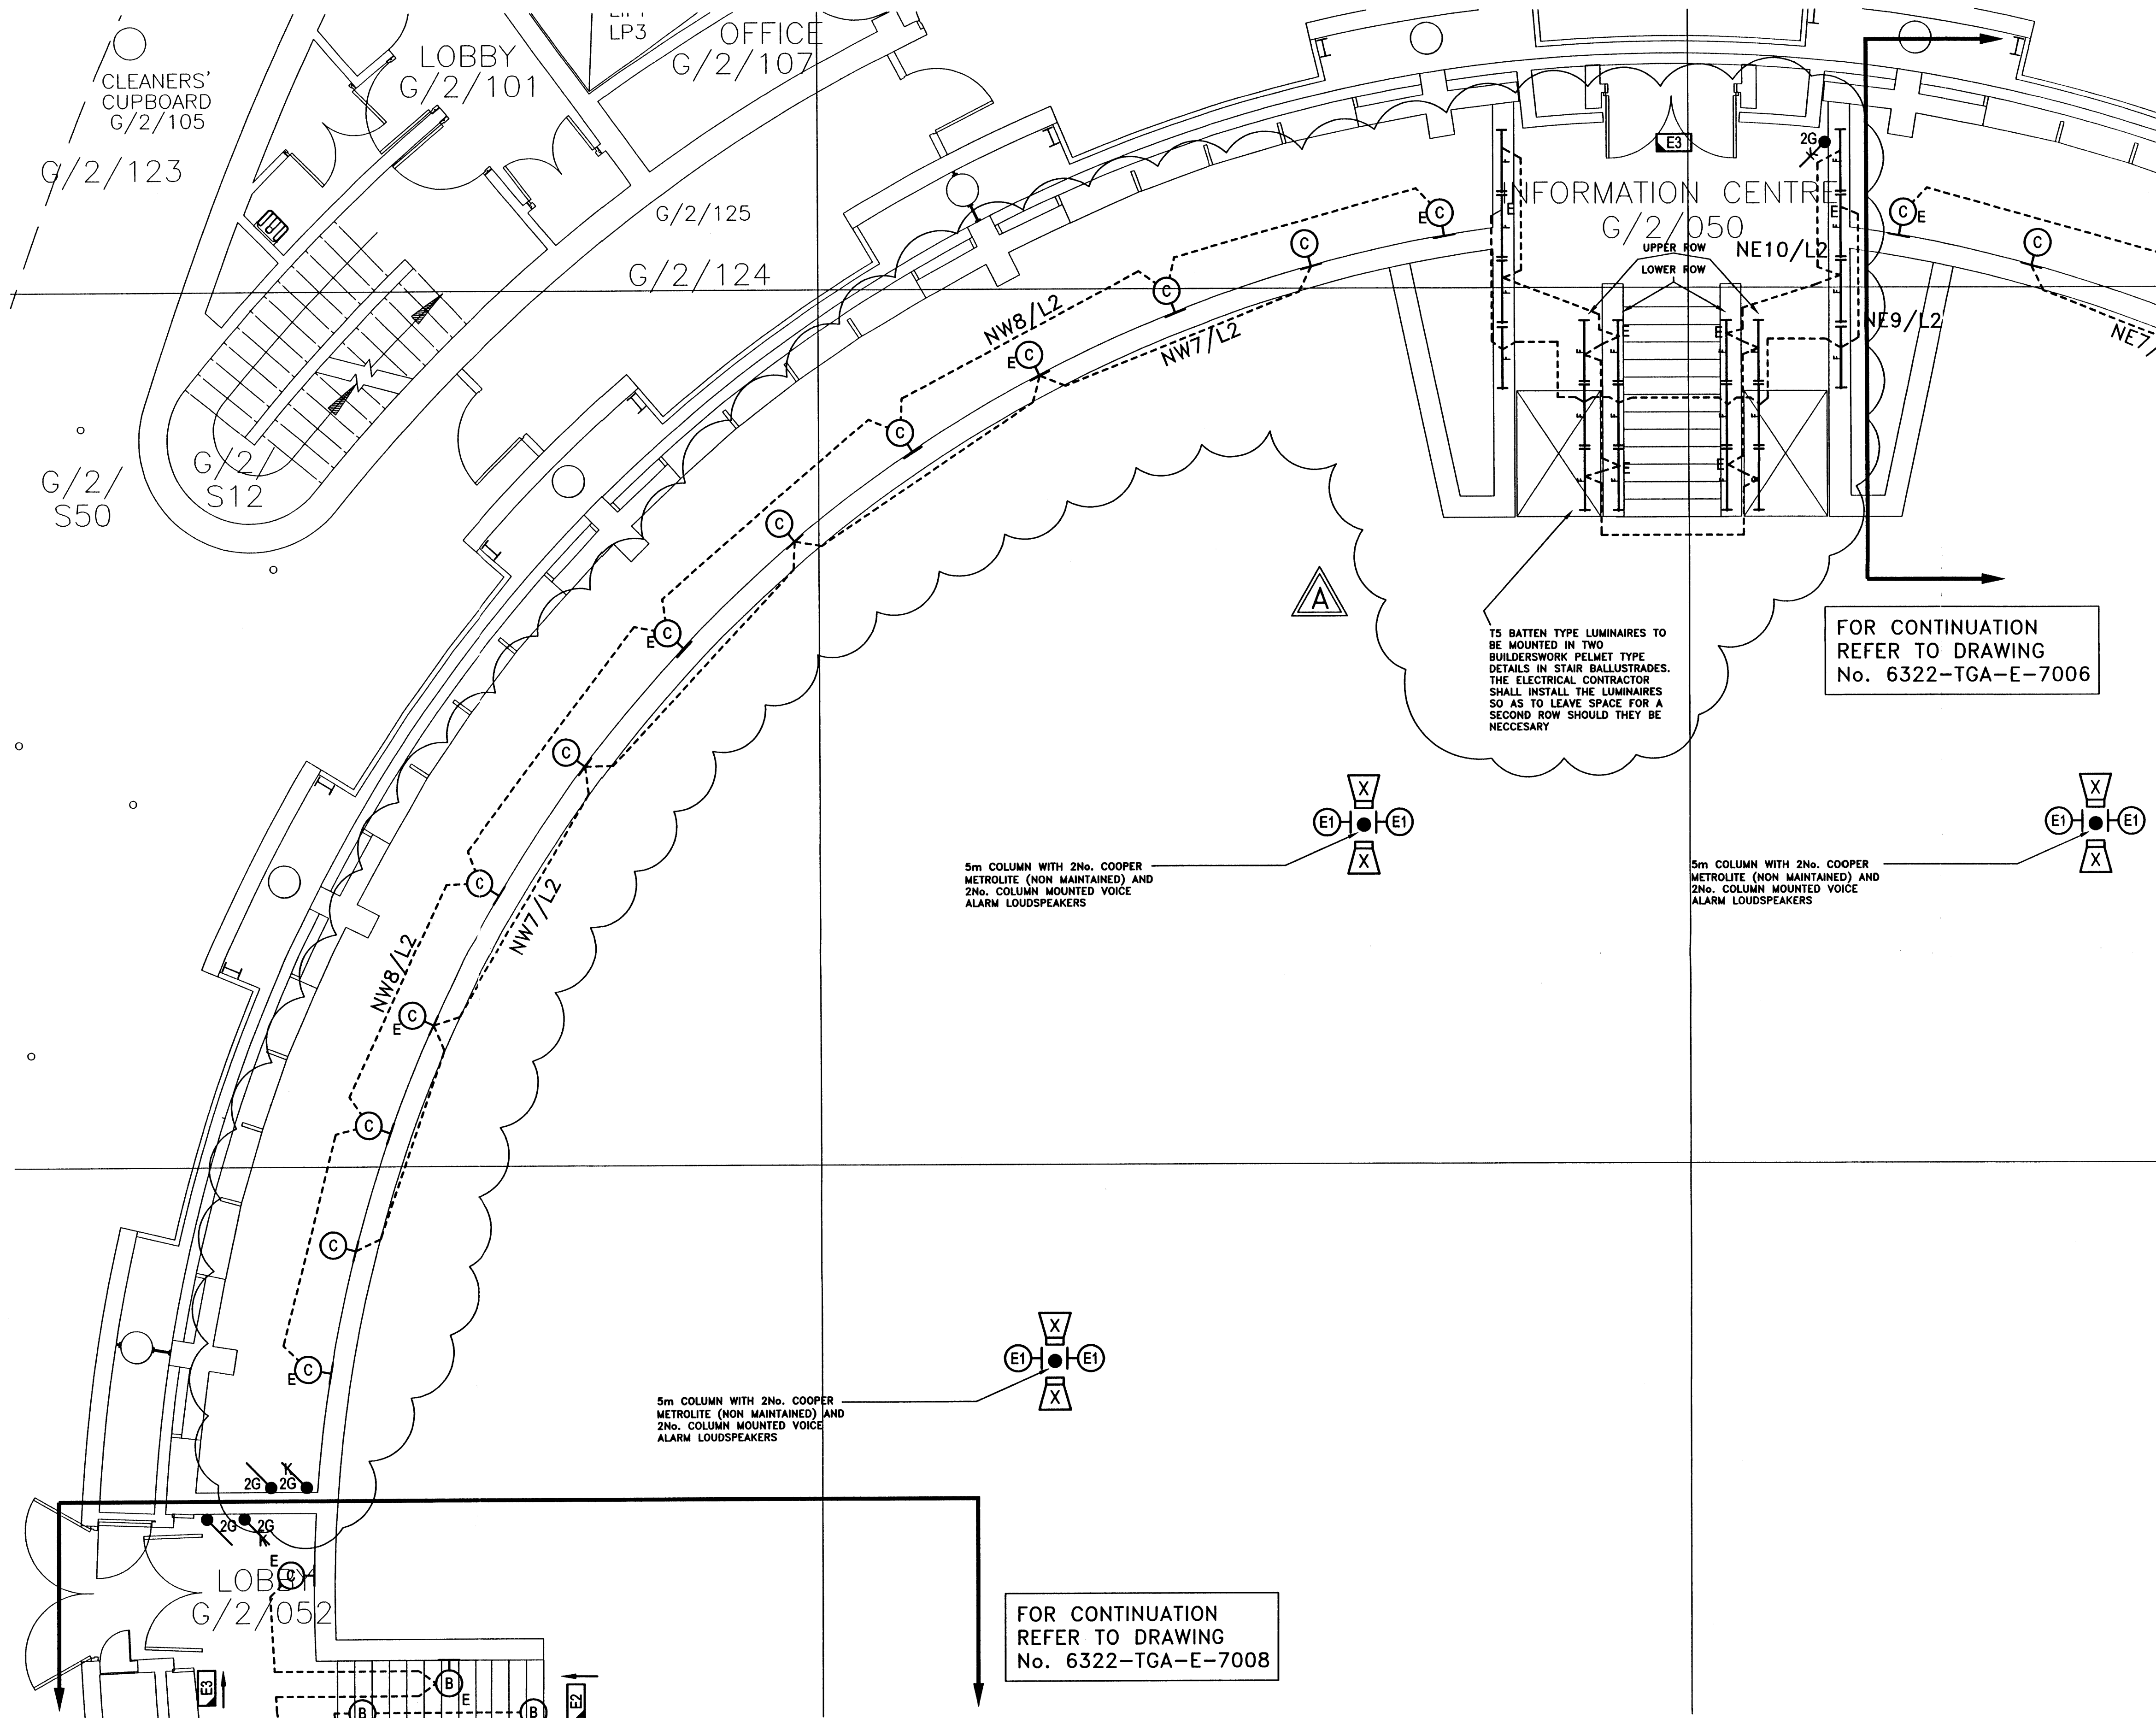 LP3
OFFICE
G/2/107
LOBBY
G/2/101
CLEANERS'
CUPBOARD
G/2/105
G/2/123
G/2/125
G/2/124
G/2
S12
G/2/
S50
E3
2G
INFORMATION CENTRE
G/2/050
UPPER ROW
LOWER ROW
NE10/L2
NE9/L2
NE7/
NW8/L2
NW7/L2
C
E
C
C
C
E
C
C
C
E
C
C
C
E
C
C
C
E
C
E
C
E
E
E
E
E
E
E
F
F
F
F
F
F
F
F
A
T5 BATTEN TYPE LUMINAIRES TO
BE MOUNTED IN TWO
BUILDERSWORK PELMET TYPE
DETAILS IN STAIR BALLUSTRADES.
THE ELECTRICAL CONTRACTOR
SHALL INSTALL THE LUMINAIRES
SO AS TO LEAVE SPACE FOR A
SECOND ROW SHOULD THEY BE
NECCESARY
FOR CONTINUATION
REFER TO DRAWING
No. 6322-TGA-E-7006
X
E1 E1
X
5m COLUMN WITH 2No. COOPER
METROLITE (NON MAINTAINED) AND
2No. COLUMN MOUNTED VOICE
ALARM LOUDSPEAKERS
X
E1 E1
X
5m COLUMN WITH 2No. COOPER
METROLITE (NON MAINTAINED) AND
2No. COLUMN MOUNTED VOICE
ALARM LOUDSPEAKERS
NW7/L2
NW8/L2
X
E1 E1
X
5m COLUMN WITH 2No. COOPER
METROLITE (NON MAINTAINED) AND
2No. COLUMN MOUNTED VOICE
ALARM LOUDSPEAKERS
K
2G 2G
2G 2G
K
E
C
LOBBY
G/2/052
E3
B
E
B
B
E2
FOR CONTINUATION
REFER TO DRAWING
No. 6322-TGA-E-7008